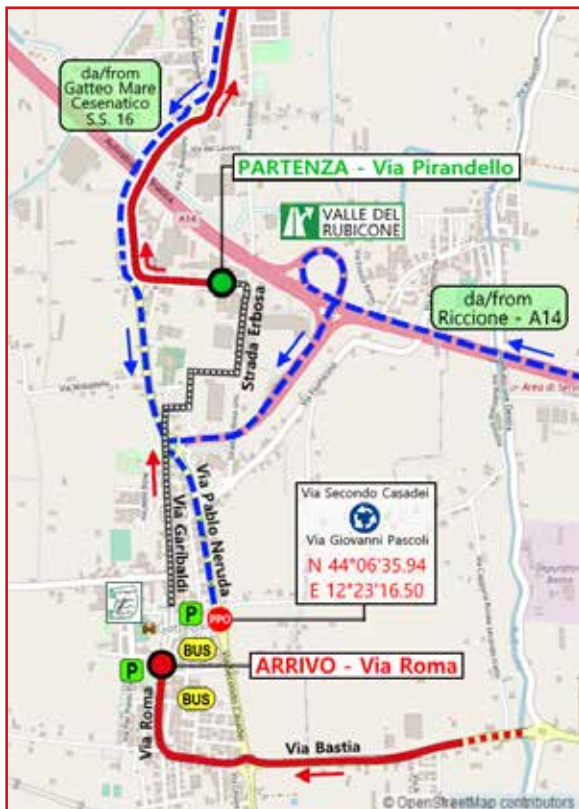 da/from
Gatteo Mare
Cesenatico
S.S. 16
PARTENZA - Via Pirandello
A14
VALLE DEL
RUBICONE
da/from
Riccione - A14
Strada Erbosa
Via Pablo Neruda
Via Garibaldi
Via Secondo Casadei
Via Giovanni Pascoli
N 44°06'35.94
E 12°23'16.50
P
PPO
BUS
P
ARRIVO - Via Roma
BUS
Via Roma
Via Bastia
© OpenStreetMap contributors